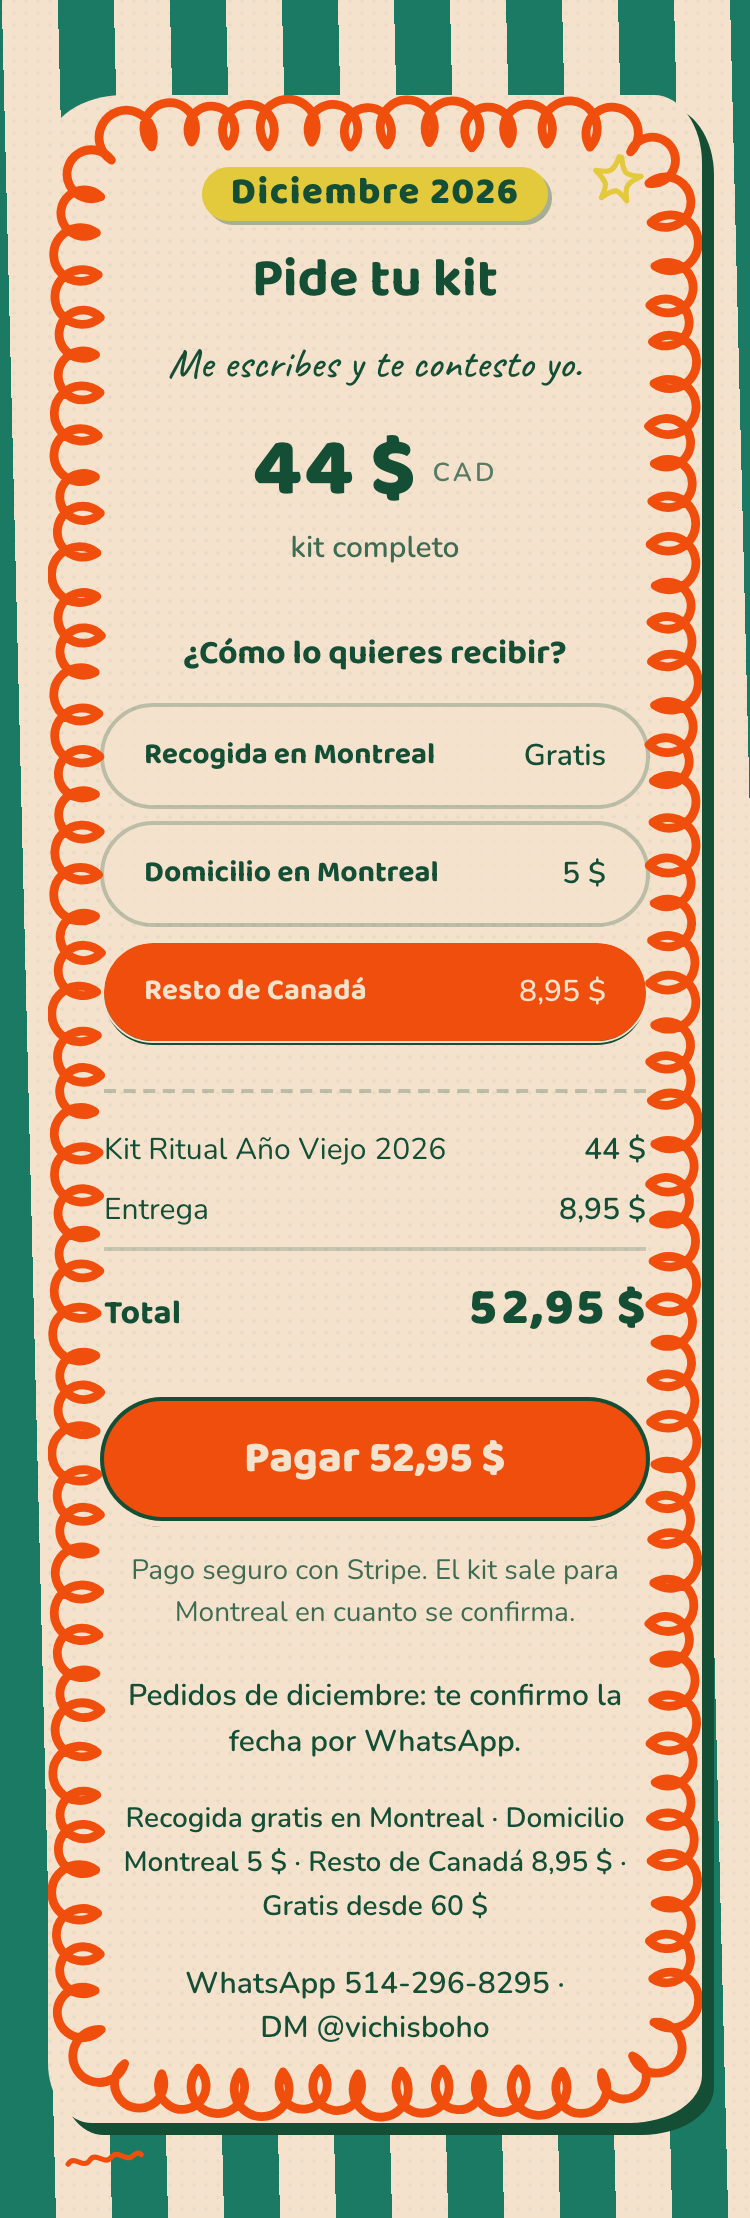 Diciembre 2026
Pide tu kit
Me escribes y te contesto yo.
44 $ CAD
kit completo
¿Cómo lo quieres recibir?
Recogida en Montreal Gratis
Domicilio en Montreal 5 $
Resto de Canadá 8,95 $
Kit Ritual Año Viejo 2026 44 $
Entrega 8,95 $
Total 52,95 $
Pagar 52,95 $
Pago seguro con Stripe. El kit sale para
Montreal en cuanto se confirma.
Pedidos de diciembre: te confirmo la
fecha por WhatsApp.
Recogida gratis en Montreal · Domicilio
Montreal 5 $ · Resto de Canadá 8,95 $ ·
Gratis desde 60 $
WhatsApp 514-296-8295 ·
DM @vichisboho